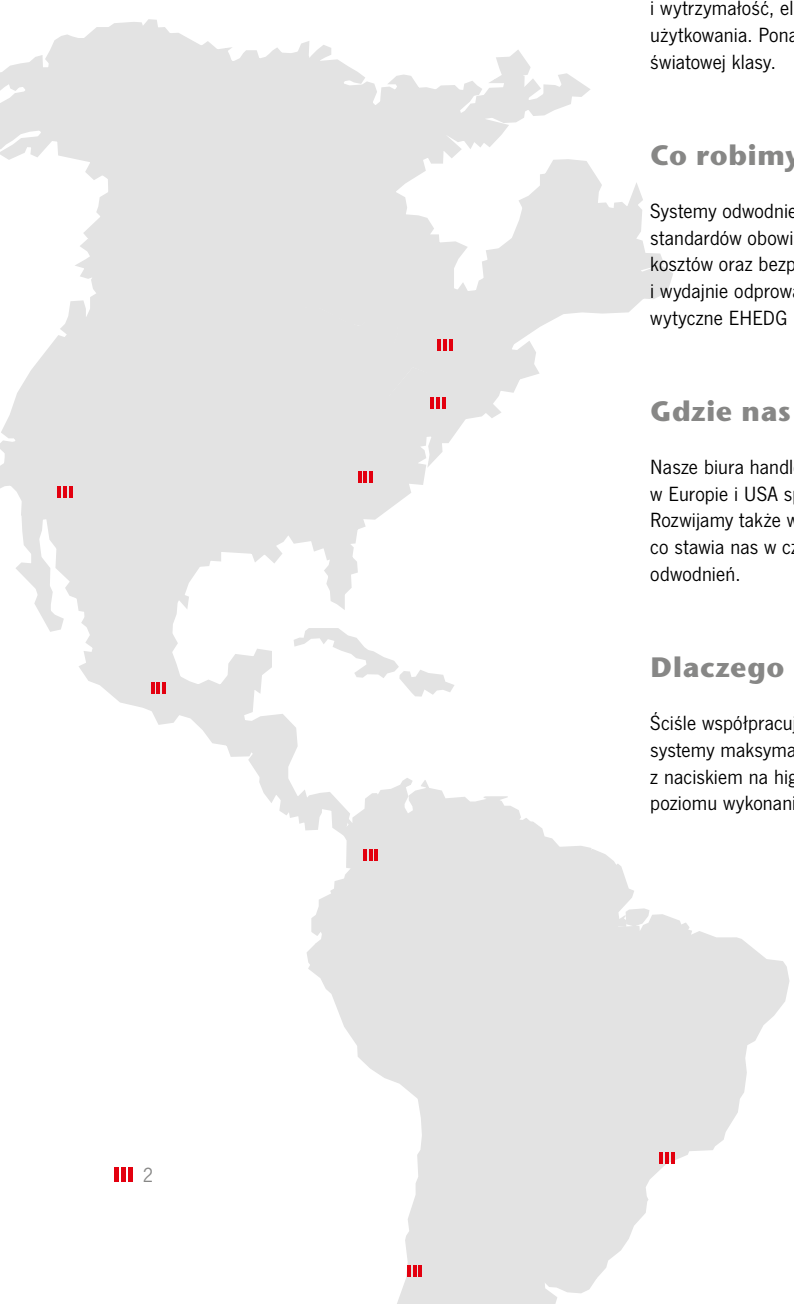 i wytrzymałość, el
użytkowania. Pona
światowej klasy.
Co robimy
Systemy odwodnie
standardów obowi
kosztów oraz bezp
i wydajnie odprowa
wytyczne EHEDG
Gdzie nas
Nasze biura handl
w Europie i USA sp
Rozwijamy także w
co stawia nas w cz
odwodnień.
Dlaczego
Ściśle współpracuj
systemy maksyma
z naciskiem na hig
poziomu wykonani
2